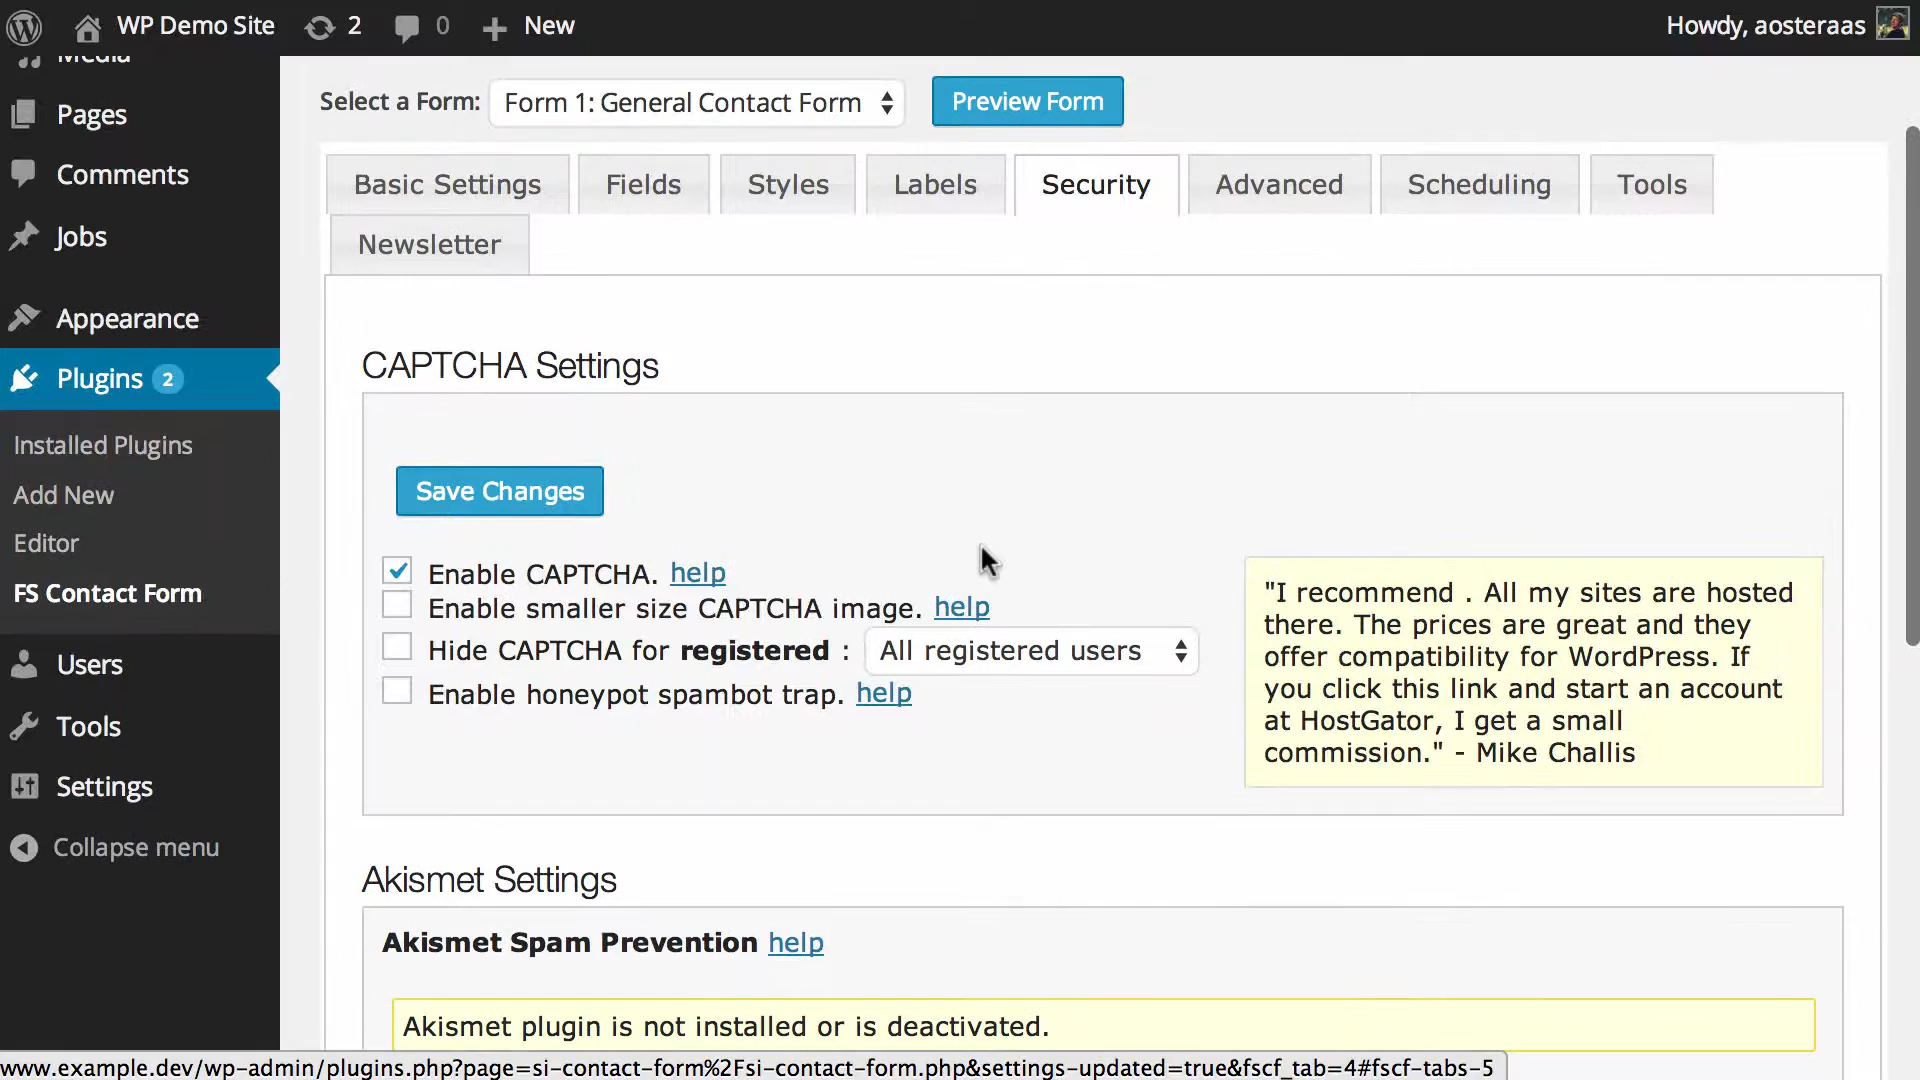 WP Demo Site 2 0 New Howdy, aosteraas
Media
Pages
Comments
Jobs
Appearance
Plugins 2
Installed Plugins
Add New
Editor
FS Contact Form
Users
Tools
Settings
Collapse menu
Select a Form: Form 1: General Contact Form Preview Form
Basic Settings Fields Styles Labels Security Advanced Scheduling Tools
Newsletter
CAPTCHA Settings
Save Changes
Enable CAPTCHA. help
Enable smaller size CAPTCHA image. help
Hide CAPTCHA for registered : All registered users
Enable honeypot spambot trap. help
"I recommend . All my sites are hosted
there. The prices are great and they
offer compatibility for WordPress. If
you click this link and start an account
at HostGator, I get a small
commission." - Mike Challis
Akismet Settings
Akismet Spam Prevention help
Akismet plugin is not installed or is deactivated.
www.example.dev/wp-admin/plugins.php?page=si-contact-form%2Fsi-contact-form.php&settings-updated=true&fscf_tab=4#fscf-tabs-5